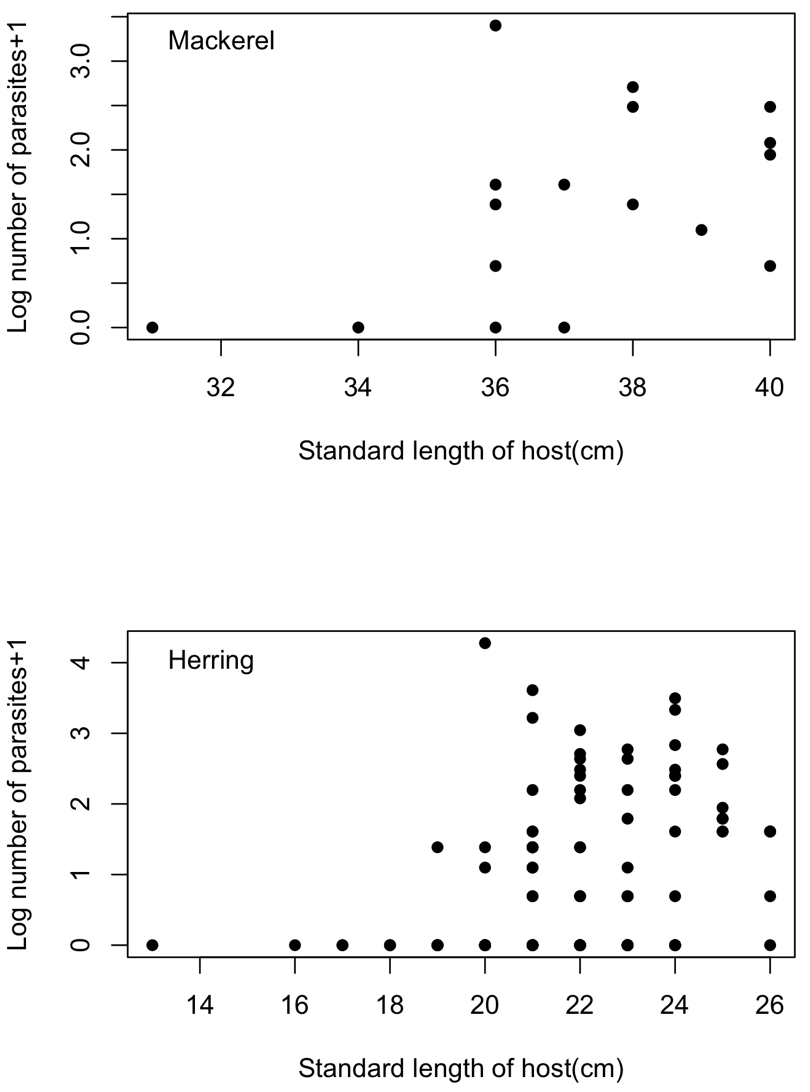 Mackerel
Log number of parasites+1
3.0
2.0
1.0
0.0
32 34 36 38 40
Standard length of host(cm)
Herring
Log number of parasites+1
4
3
2
1
0
14 16 18 20 22 24 26
Standard length of host(cm)